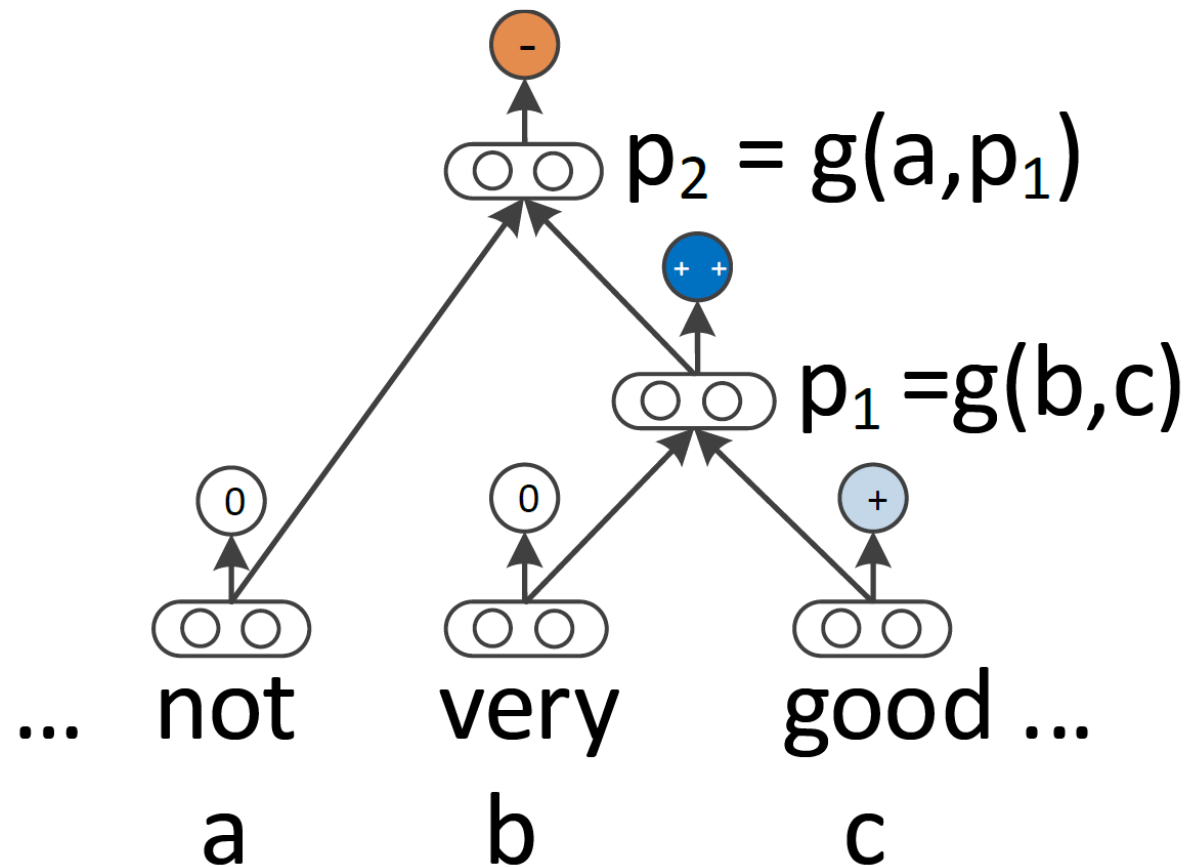 -
p₂ = g(a,p₁)
+ +
p₁ =g(b,c)
0 0 +
... not very good ...
a b c